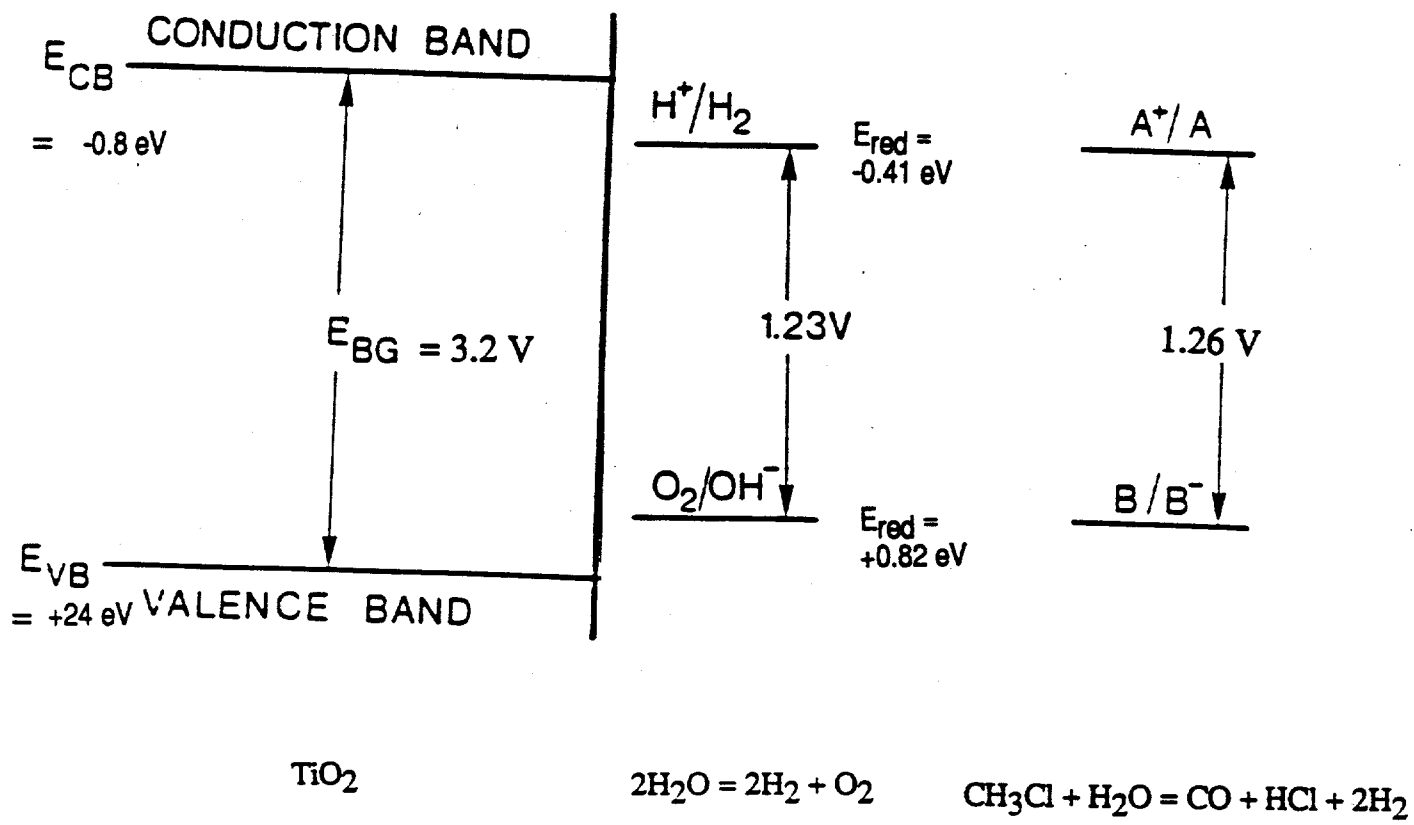 CONDUCTION BAND
E_CB
= -0.8 eV
H⁺/H₂
E_red =
-0.41 eV
A⁺/A
E_BG = 3.2 V
1.23V
1.26 V
O₂/OH⁻
E_red =
+0.82 eV
B/B⁻
E_VB
= +24 eV
VALENCE BAND
TiO₂
2H₂O = 2H₂ + O₂
CH₃Cl + H₂O = CO + HCl + 2H₂